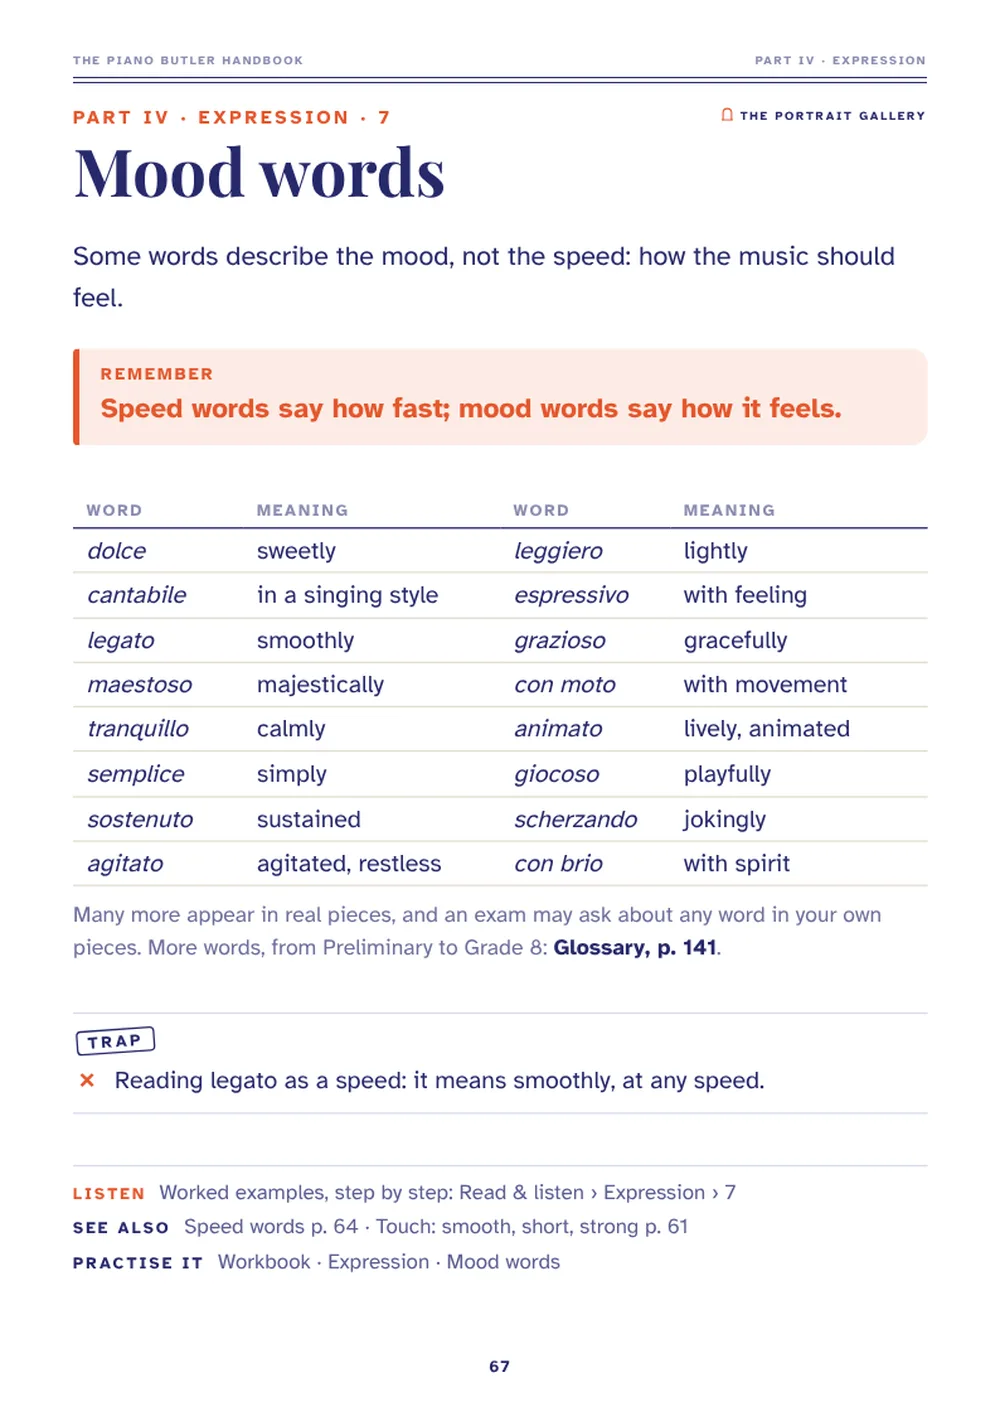 THE PIANO BUTLER HANDBOOK
PART IV · EXPRESSION
PART IV · EXPRESSION · 7
THE PORTRAIT GALLERY
Mood words
Some words describe the mood, not the speed: how the music should
feel.
REMEMBER
Speed words say how fast; mood words say how it feels.
WORD MEANING WORD MEANING
dolce sweetly leggiero lightly
cantabile in a singing style espressivo with feeling
legato smoothly grazioso gracefully
maestoso majestically con moto with movement
tranquillo calmly animato lively, animated
semplice simply giocoso playfully
sostenuto sustained scherzando jokingly
agitato agitated, restless con brio with spirit
Many more appear in real pieces, and an exam may ask about any word in your own
pieces. More words, from Preliminary to Grade 8: Glossary, p. 141.
TRAP
× Reading legato as a speed: it means smoothly, at any speed.
LISTEN Worked examples, step by step: Read & listen › Expression › 7
SEE ALSO Speed words p. 64 · Touch: smooth, short, strong p. 61
PRACTISE IT Workbook · Expression · Mood words
67